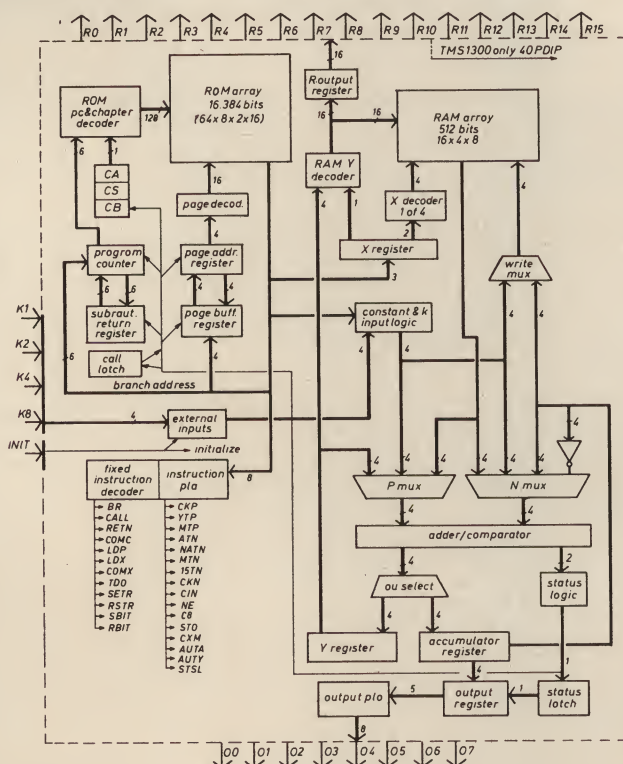 R0 R1 R2 R3 R4 R5 R6 R7 R8 R9 R10 R11 R12 R13 R14 R15
TMS1300 only 40 PDIP
16
R output
register
ROM
pc&chapter
decoder
128
ROM array
16.384 bits
(64x8x2x16)
16
16
RAM array
512 bits
16x4x8
6
1
16
RAM Y
decoder
4
4
CA
CS
CB
page decod.
4
1
X decoder
1 of 4
2
X register
3
write
mux
program
counter
page addr.
register
4
4
6
6
4
4
subraut.
return
register
page buff.
register
constant & k
input logic
K1
K2
K4
K8
INIT
6
call
latch
4
4
4
4
4
branch address
4
external
inputs
initialize
4
fixed
instruction
decoder
instruction
pla
8
4
4
4
4
4
4
P mux
N mux
BR
CALL
RETN
COMC
LDP
LDX
COMX
TDO
SETR
RSTR
SBIT
RBIT
CKP
YTP
MTP
ATN
NATN
MTN
15TN
CKN
CIN
NE
C8
STO
CXM
AUTA
AUTY
STSL
4
4
adder/comparator
4
2
ou select
status
logic
4
4
Y register
accumulator
register
4
1
output plo
5
output
register
1
status
latch
8
O0 O1 O2 O3 O4 O5 O6 O7